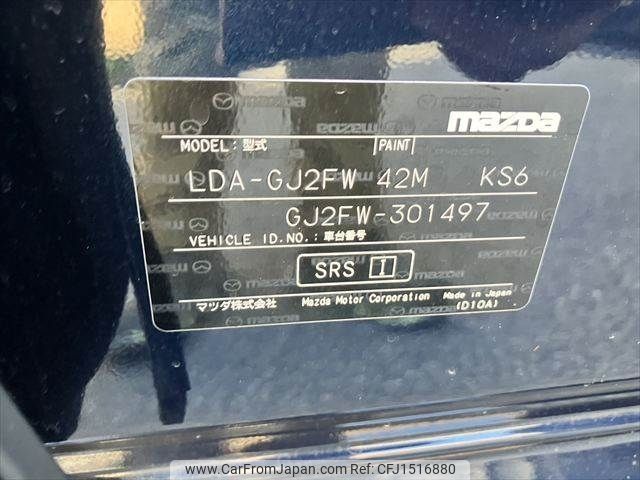 mazda
MODEL:型式 PAINT
LDA-GJ2FW 42M KS6
GJ2FW-301497
VEHICLE ID.NO.:車台番号
SRS I
マツダ株式会社 Mazda Motor Corporation Made in Japan
(D10A)
www.CarFromJapan.com - CFJ1516880